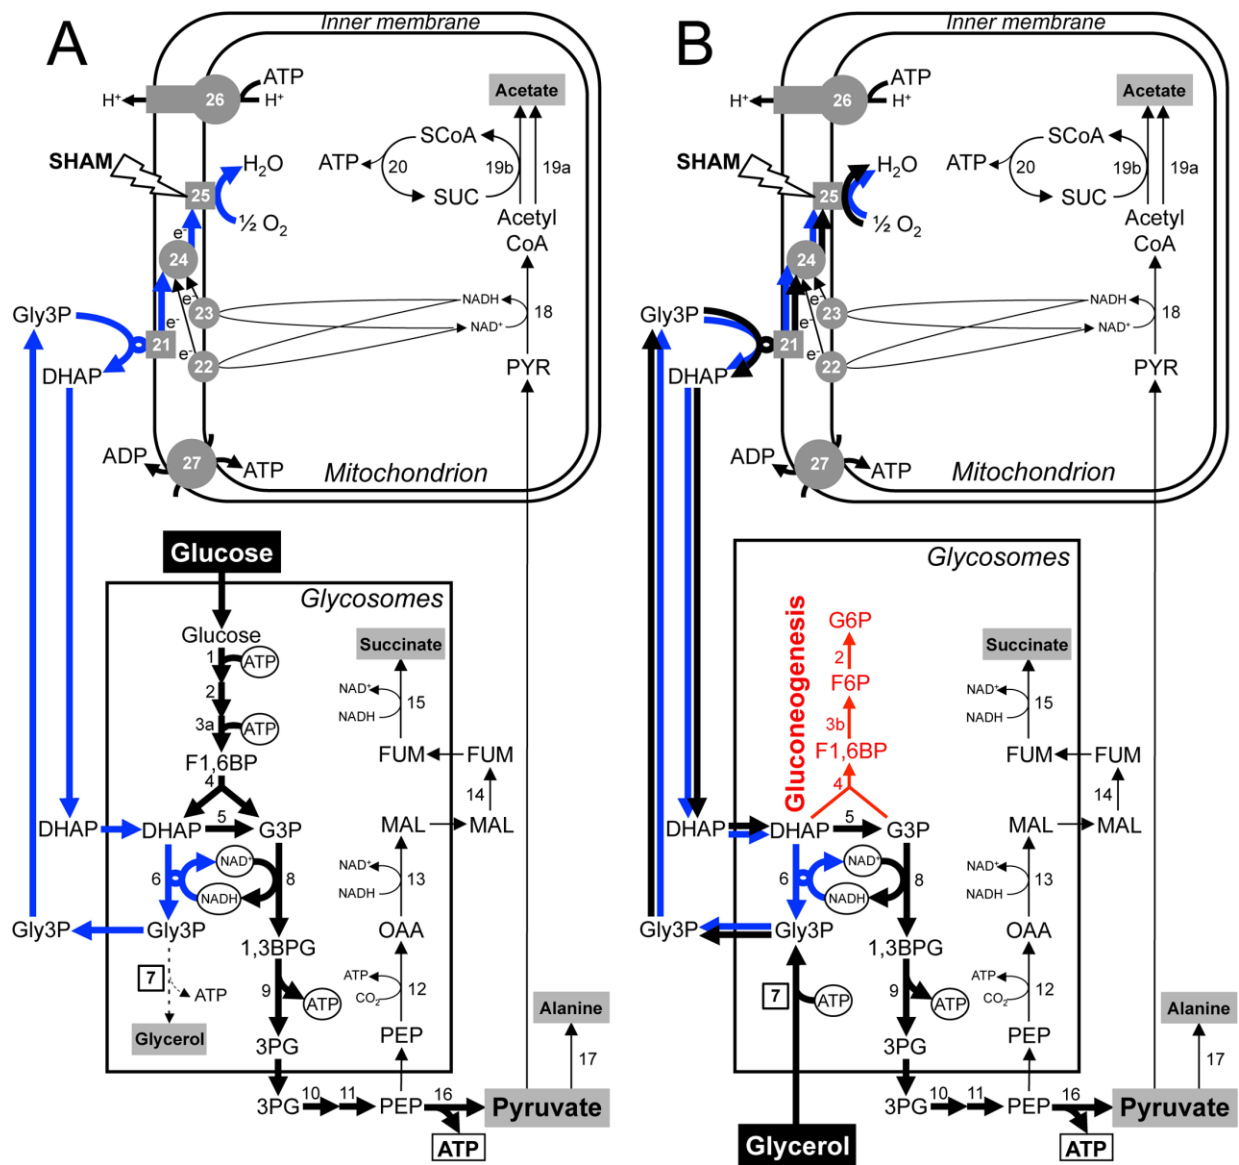 A
Inner membrane
ATP
H+
H+
26
Acetate
SHAM
H2O
25
½ O2
SCoA
ATP
20
19b
19a
SUC
Acetyl
CoA
e-
24
Gly3P
e-
e-
23
NADH
18
NAD+
21
e-
22
DHAP
PYR
ADP
27
ATP
Mitochondrion
Glucose
Glycosomes
Glucose
1
ATP
2
3a
ATP
F1,6BP
4
Succinate
NAD+
15
NADH
FUM
FUM
14
DHAP
DHAP
5
G3P
MAL
MAL
6
NAD+
NADH
8
NAD+
13
NADH
Gly3P
Gly3P
1,3BPG
OAA
7
ATP
9
ATP
ATP
CO2
12
Glycerol
3PG
PEP
Alanine
17
3PG
10
11
PEP
16
Pyruvate
ATP
B
Inner membrane
ATP
H+
H+
26
Acetate
SHAM
H2O
25
½ O2
SCoA
ATP
20
19b
19a
SUC
Acetyl
CoA
e-
24
Gly3P
e-
e-
23
NADH
18
NAD+
21
e-
22
DHAP
PYR
ADP
27
ATP
Mitochondrion
Glycosomes
Gluconeogenesis
G6P
2
F6P
3b
F1,6BP
4
Succinate
NAD+
15
NADH
FUM
FUM
14
DHAP
DHAP
5
G3P
MAL
MAL
6
NAD+
NADH
8
NAD+
13
NADH
Gly3P
Gly3P
1,3BPG
OAA
7
ATP
9
ATP
ATP
CO2
12
3PG
PEP
Alanine
17
3PG
10
11
PEP
16
Pyruvate
ATP
Glycerol